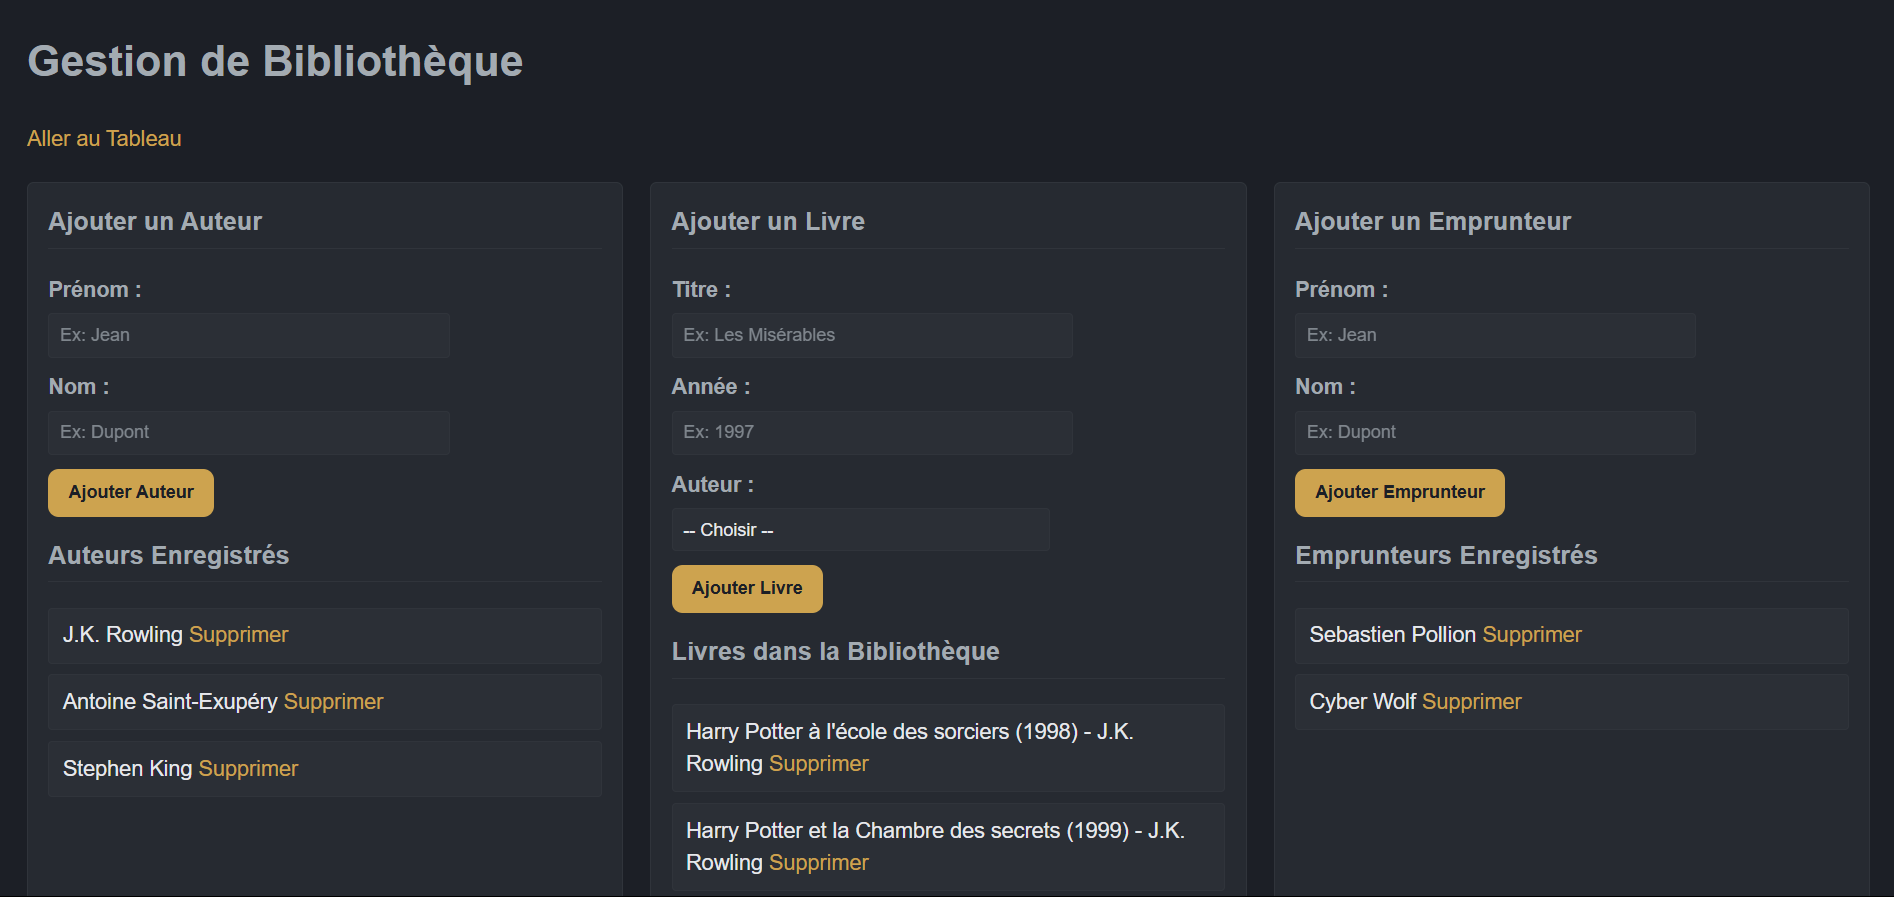 Gestion de Bibliothèque
Aller au Tableau
Ajouter un Auteur
Prénom :
Ex: Jean
Nom :
Ex: Dupont
Ajouter Auteur
Auteurs Enregistrés
J.K. Rowling Supprimer
Antoine Saint-Exupéry Supprimer
Stephen King Supprimer
Ajouter un Livre
Titre :
Ex: Les Misérables
Année :
Ex: 1997
Auteur :
-- Choisir --
Ajouter Livre
Livres dans la Bibliothèque
Harry Potter à l'école des sorciers (1998) - J.K.
Rowling Supprimer
Harry Potter et la Chambre des secrets (1999) - J.K.
Rowling Supprimer
Ajouter un Emprunteur
Prénom :
Ex: Jean
Nom :
Ex: Dupont
Ajouter Emprunteur
Emprunteurs Enregistrés
Sebastien Pollion Supprimer
Cyber Wolf Supprimer